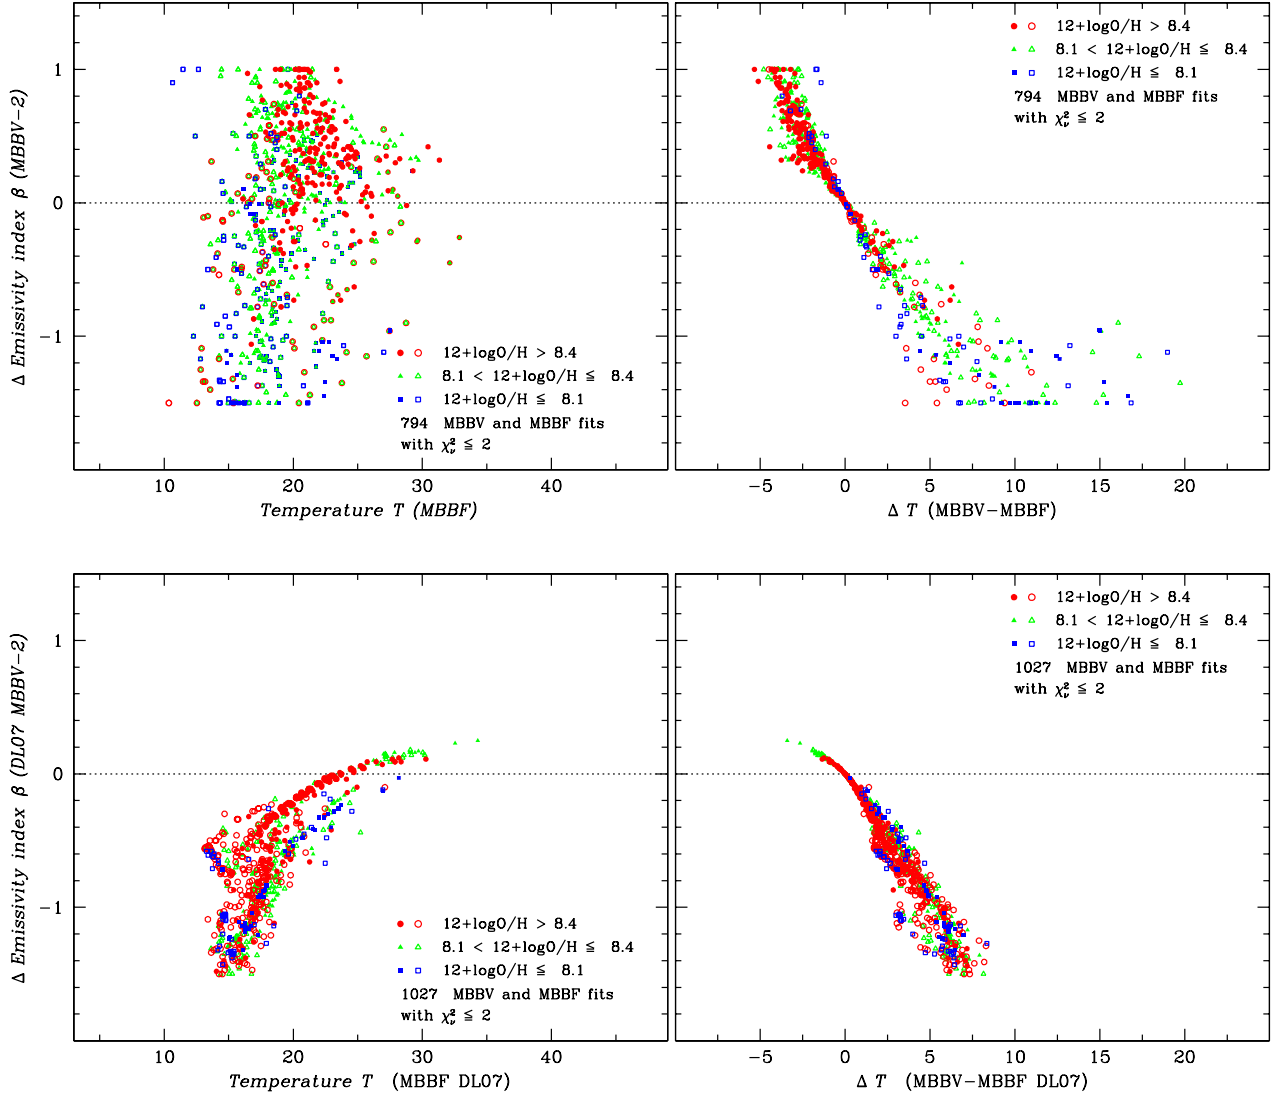 Δ Emissivity index β (MBBV−2)
1
0
−1
12+logO/H > 8.4
8.1 < 12+logO/H ≦ 8.4
12+logO/H ≦ 8.1
794 MBBV and MBBF fits
with χ²ᵥ ≦ 2
10 20 30 40
Temperature T (MBBF)
12+logO/H > 8.4
8.1 < 12+logO/H ≦ 8.4
12+logO/H ≦ 8.1
794 MBBV and MBBF fits
with χ²ᵥ ≦ 2
−5 0 5 10 15 20
Δ T (MBBV−MBBF)
Δ Emissivity index β (DL07 MBBV−2)
1
0
−1
12+logO/H > 8.4
8.1 < 12+logO/H ≦ 8.4
12+logO/H ≦ 8.1
1027 MBBV and MBBF fits
with χ²ᵥ ≦ 2
10 20 30 40
Temperature T (MBBF DL07)
12+logO/H > 8.4
8.1 < 12+logO/H ≦ 8.4
12+logO/H ≦ 8.1
1027 MBBV and MBBF fits
with χ²ᵥ ≦ 2
−5 0 5 10 15 20
Δ T (MBBV−MBBF DL07)